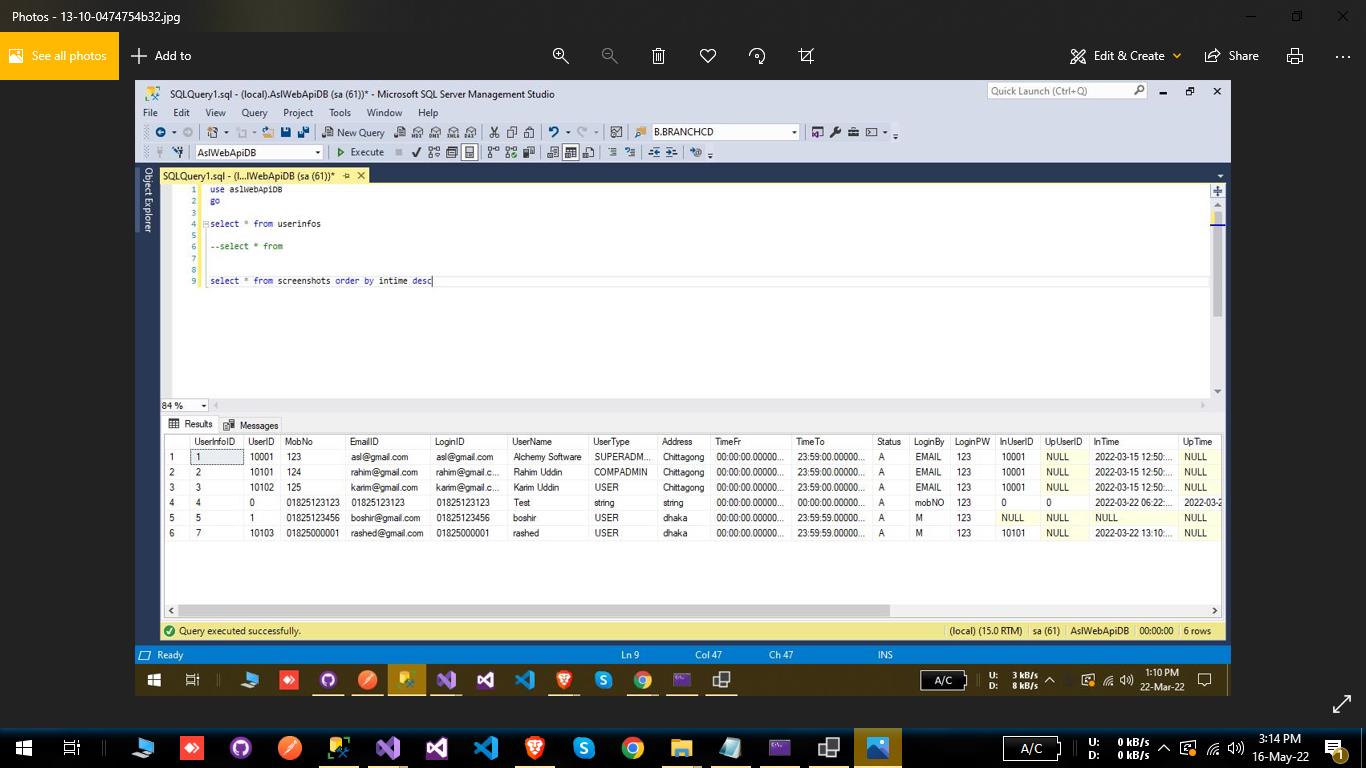 Photos - 13-10-0474754b32.jpg
See all photos
Add to
Edit & Create
Share
SQLQuery1.sql - (local).AslWebApiDB (sa (61))* - Microsoft SQL Server Management Studio
Quick Launch (Ctrl+Q)
File Edit View Query Project Tools Window Help
New Query
B.BRANCHCD
AslWebApiDB
Execute
Object Explorer
SQLQuery1.sql - (l...lWebApiDB (sa (61))*
1 use aslWebApiDB
2 go
3
4 select * from userinfos
5
6 --select * from
7
8
9 select * from screenshots order by intime desc
84 %
Results Messages
UserInfoID UserID MobNo EmailID LoginID UserName UserType Address TimeFr TimeTo Status LoginBy LoginPW InUserID UpUserID InTime UpTime
1 1 10001 123 asl@gmail.com asl@gmail.com Alchemy Software SUPERADM... Chittagong 00:00:00.00000... 23:59:00.00000... A EMAIL 123 10001 NULL 2022-03-15 12:50:... NULL
2 2 10101 124 rahim@gmail.com rahim@gmail.c... Rahim Uddin COMPADMIN Chittagong 00:00:00.00000... 23:59:00.00000... A EMAIL 123 10001 NULL 2022-03-15 12:50:... NULL
3 3 10102 125 karim@gmail.com karim@gmail.c... Karim Uddin USER Chittagong 00:00:00.00000... 23:59:00.00000... A EMAIL 123 10001 NULL 2022-03-15 12:50:... NULL
4 4 0 01825123123 01825123123 01825123123 Test string string 00:00:00.00000... 00:00:00.00000... A mobNO 123 0 0 2022-03-22 06:22:... 2022-03-2
5 5 1 01825123456 boshir@gmail.com 01825123456 boshir USER dhaka 00:00:00.00000... 23:59:59.00000... A M 123 NULL NULL NULL NULL
6 7 10103 01825000001 rashed@gmail.com 01825000001 rashed USER dhaka 00:00:00.00000... 23:59:59.00000... A M 123 10101 NULL 2022-03-22 13:10:... NULL
Query executed successfully.
(local) (15.0 RTM) sa (61) AslWebApiDB 00:00:00 6 rows
Ready
Ln 9 Col 47 Ch 47 INS
A/C
U: 3 kB/s
D: 8 kB/s
1:10 PM
22-Mar-22
A/C
U: 0 kB/s
D: 0 kB/s
3:14 PM
16-May-22
1